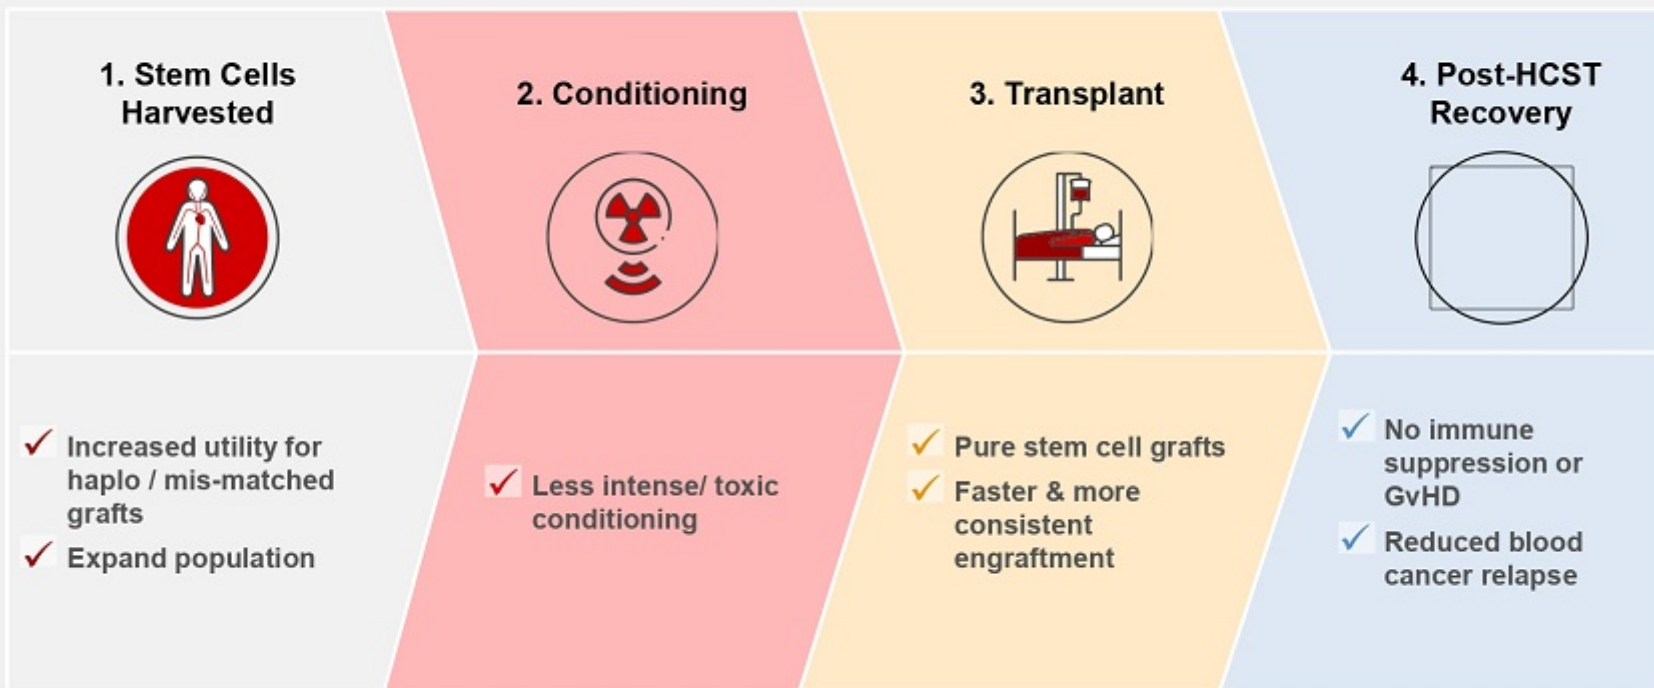 1. Stem Cells
Harvested
2. Conditioning
3. Transplant
4. Post-HCST
Recovery
Increased utility for
haplo / mis-matched
grafts
Expand population
Less intense/ toxic
conditioning
Pure stem cell grafts
Faster & more
consistent
engraftment
No immune
suppression or
GvHD
Reduced blood
cancer relapse